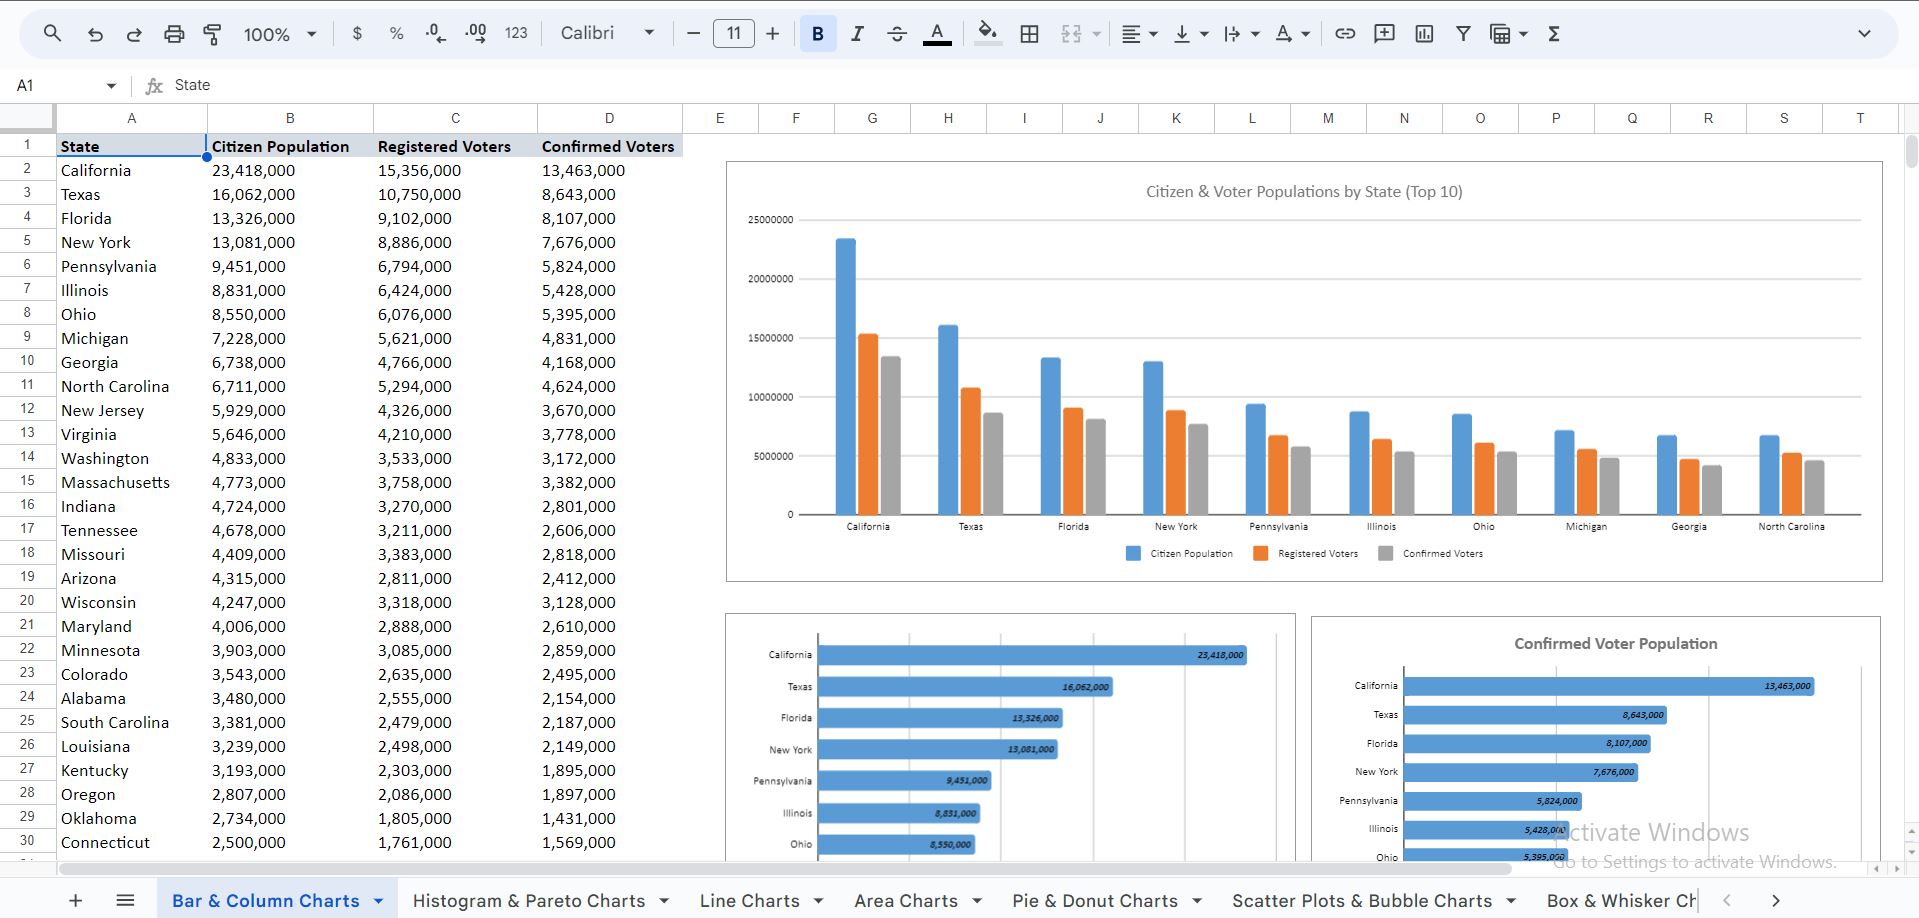 100% $ % .0 .00 123 Calibri 11 B I A
A1 fx State
A B C D E F G H I J K L M N O P Q R S T
1 State Citizen Population Registered Voters Confirmed Voters
2 California 23,418,000 15,356,000 13,463,000
3 Texas 16,062,000 10,750,000 8,643,000
4 Florida 13,326,000 9,102,000 8,107,000
5 New York 13,081,000 8,886,000 7,676,000
6 Pennsylvania 9,451,000 6,794,000 5,824,000
7 Illinois 8,831,000 6,424,000 5,428,000
8 Ohio 8,550,000 6,076,000 5,395,000
9 Michigan 7,228,000 5,621,000 4,831,000
10 Georgia 6,738,000 4,766,000 4,168,000
11 North Carolina 6,711,000 5,294,000 4,624,000
12 New Jersey 5,929,000 4,326,000 3,670,000
13 Virginia 5,646,000 4,210,000 3,778,000
14 Washington 4,833,000 3,533,000 3,172,000
15 Massachusetts 4,773,000 3,758,000 3,382,000
16 Indiana 4,724,000 3,270,000 2,801,000
17 Tennessee 4,678,000 3,211,000 2,606,000
18 Missouri 4,409,000 3,383,000 2,818,000
19 Arizona 4,315,000 2,811,000 2,412,000
20 Wisconsin 4,247,000 3,318,000 3,128,000
21 Maryland 4,006,000 2,888,000 2,610,000
22 Minnesota 3,903,000 3,085,000 2,859,000
23 Colorado 3,543,000 2,635,000 2,495,000
24 Alabama 3,480,000 2,555,000 2,154,000
25 South Carolina 3,381,000 2,479,000 2,187,000
26 Louisiana 3,239,000 2,498,000 2,149,000
27 Kentucky 3,193,000 2,303,000 1,895,000
28 Oregon 2,807,000 2,086,000 1,897,000
29 Oklahoma 2,734,000 1,805,000 1,431,000
30 Connecticut 2,500,000 1,761,000 1,569,000
Citizen & Voter Populations by State (Top 10)
25000000
20000000
15000000
10000000
5000000
0
California Texas Florida New York Pennsylvania Illinois Ohio Michigan Georgia North Carolina
Citizen Population Registered Voters Confirmed Voters
California 23,418,000
Texas 16,062,000
Florida 13,326,000
New York 13,081,000
Pennsylvania 9,451,000
Illinois 8,831,000
Ohio 8,550,000
Confirmed Voter Population
California 13,463,000
Texas 8,643,000
Florida 8,107,000
New York 7,676,000
Pennsylvania 5,824,000
Illinois 5,428,000
Ohio 5,395,000
Activate Windows
Go to Settings to activate Windows.
Bar & Column Charts Histogram & Pareto Charts Line Charts Area Charts Pie & Donut Charts Scatter Plots & Bubble Charts Box & Whisker Ch